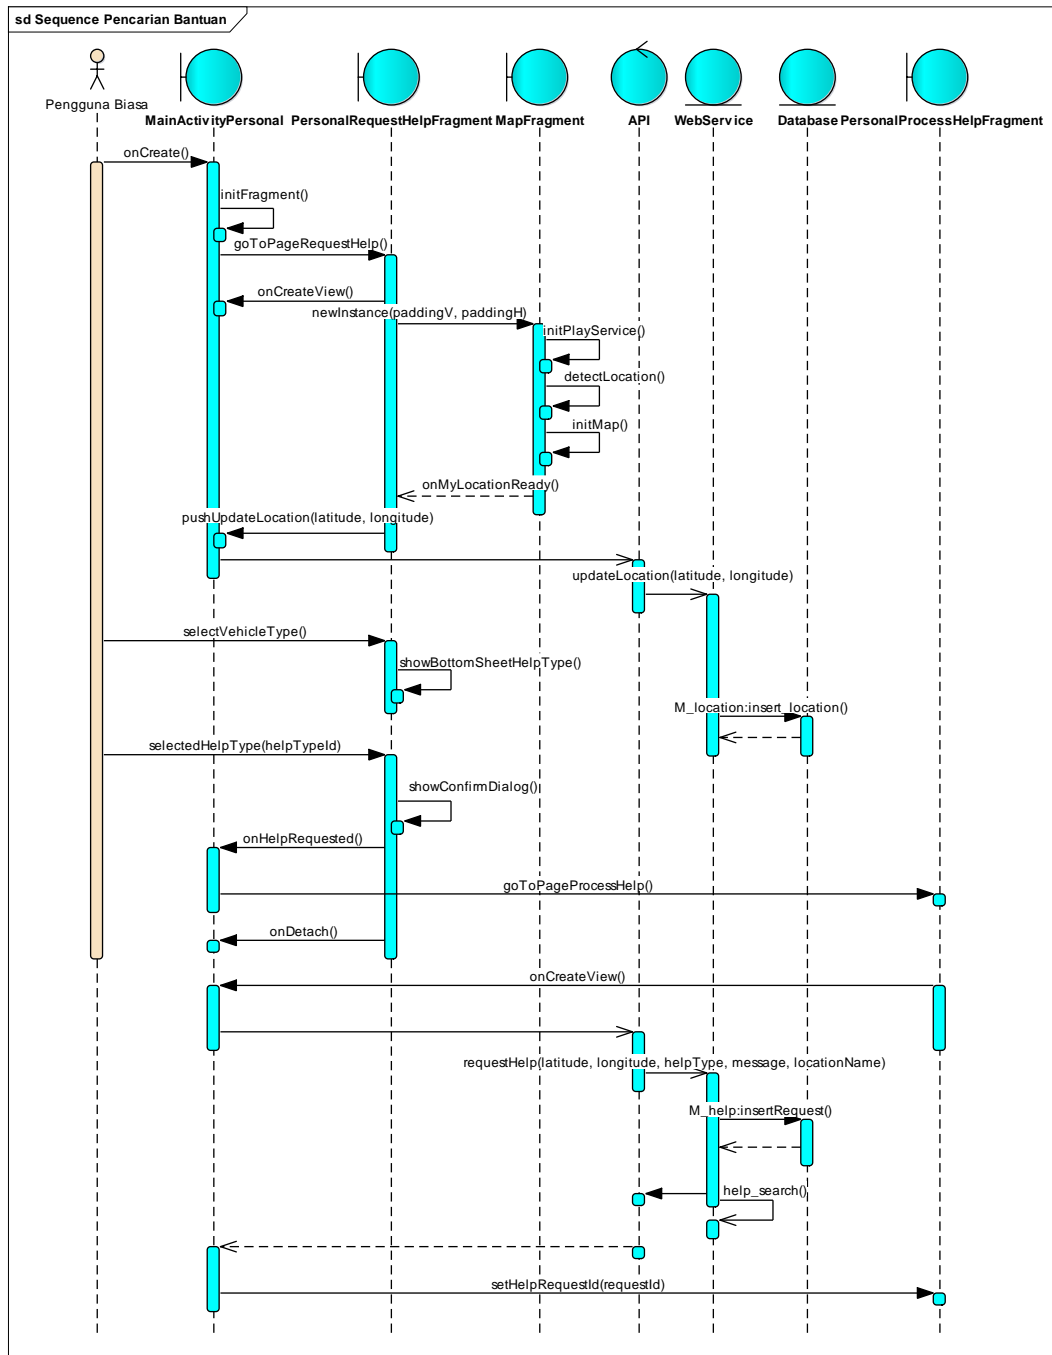 sd Sequence Pencarian Bantuan
Pengguna Biasa
MainActivityPersonal
PersonalRequestHelpFragment
MapFragment
API
WebService
Database
PersonalProcessHelpFragment
onCreate()
initFragment()
goToPageRequestHelp()
onCreateView()
newInstance(paddingV, paddingH)
initPlayService()
detectLocation()
initMap()
onMyLocationReady()
pushUpdateLocation(latitude, longitude)
updateLocation(latitude, longitude)
selectVehicleType()
showBottomSheetHelpType()
M_location:insert_location()
selectedHelpType(helpTypeId)
showConfirmDialog()
onHelpRequested()
goToPageProcessHelp()
onDetach()
onCreateView()
requestHelp(latitude, longitude, helpType, message, locationName)
M_help:insertRequest()
help_search()
setHelpRequestId(requestId)